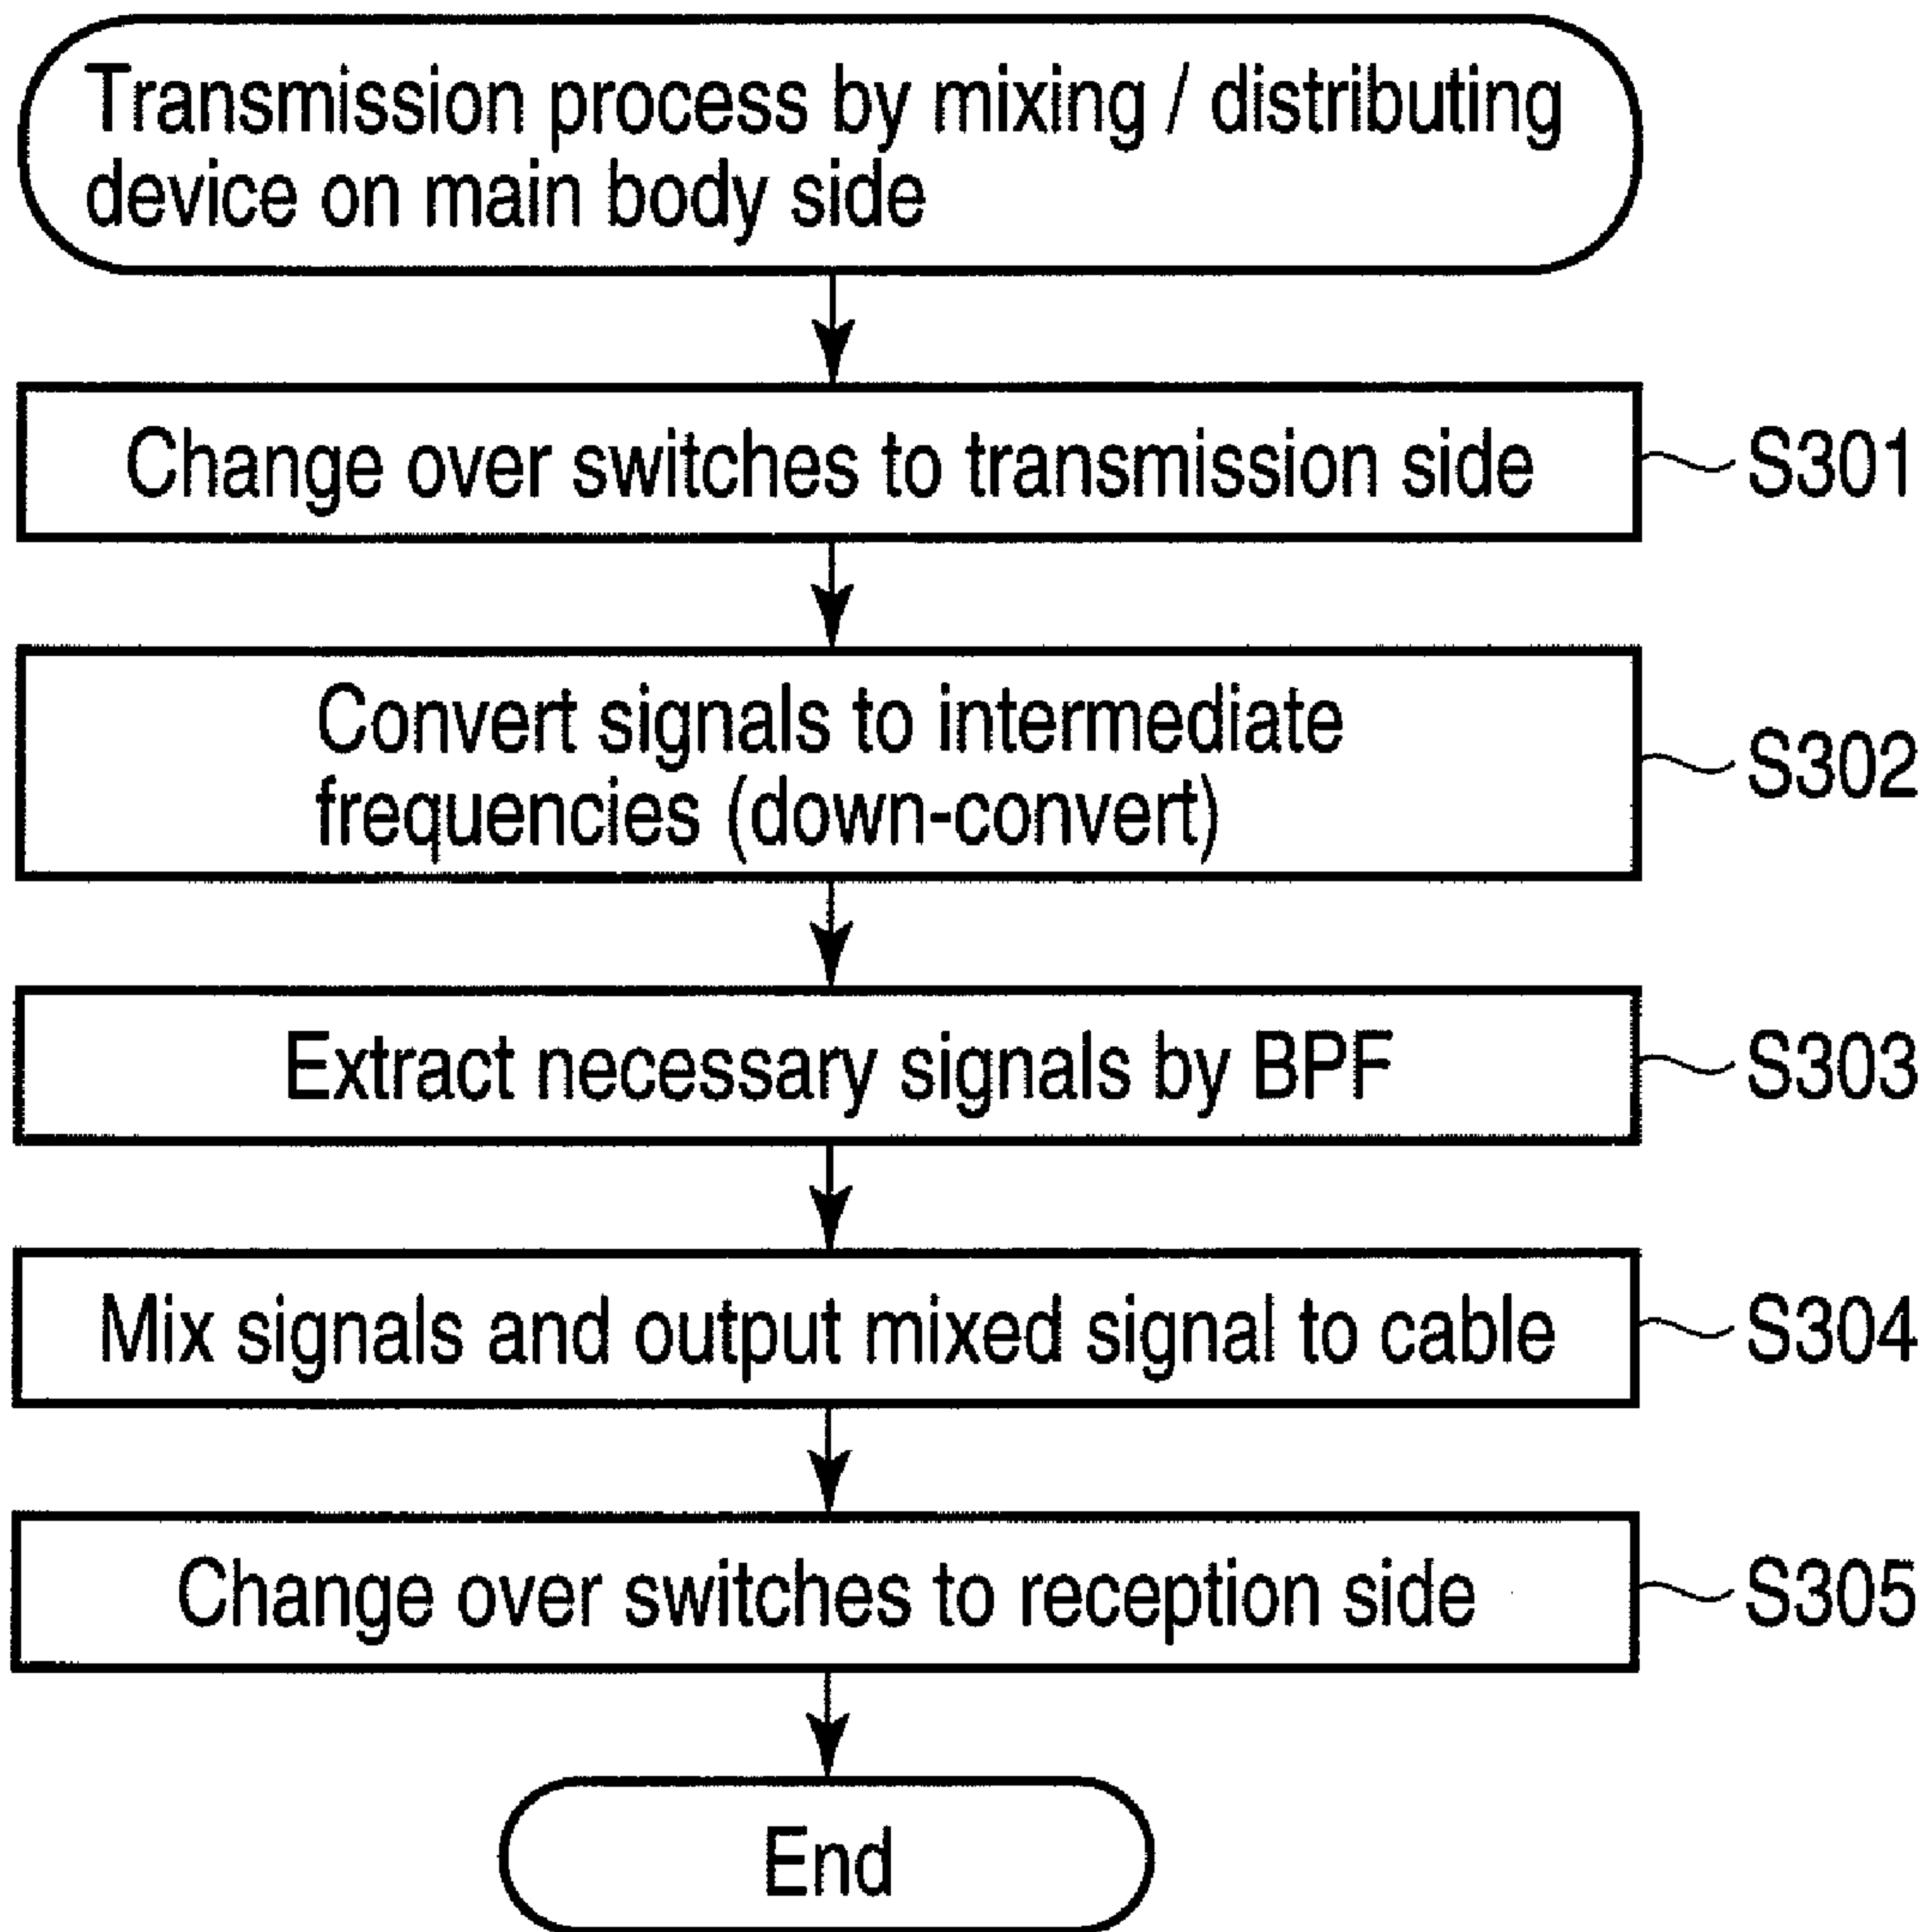 Transmission process by mixing / distributing
device on main body side
Change over switches to transmission side
S301
Convert signals to intermediate
frequencies (down-convert)
S302
Extract necessary signals by BPF
S303
Mix signals and output mixed signal to cable
S304
Change over switches to reception side
S305
End